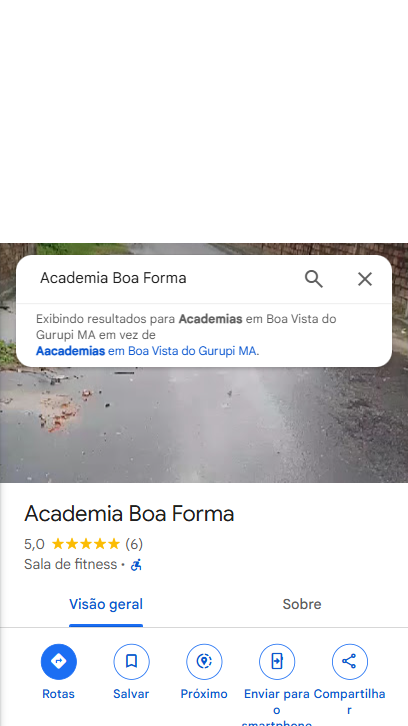 Academia Boa Forma
Exibindo resultados para Academias em Boa Vista do
Gurupi MA em vez de
Aacademias em Boa Vista do Gurupi MA.
Academia Boa Forma
5,0 ★★★★★ (6)
Sala de fitness ·
Visão geral Sobre
Rotas Salvar Próximo Enviar para Compartilha
o r
smartphone